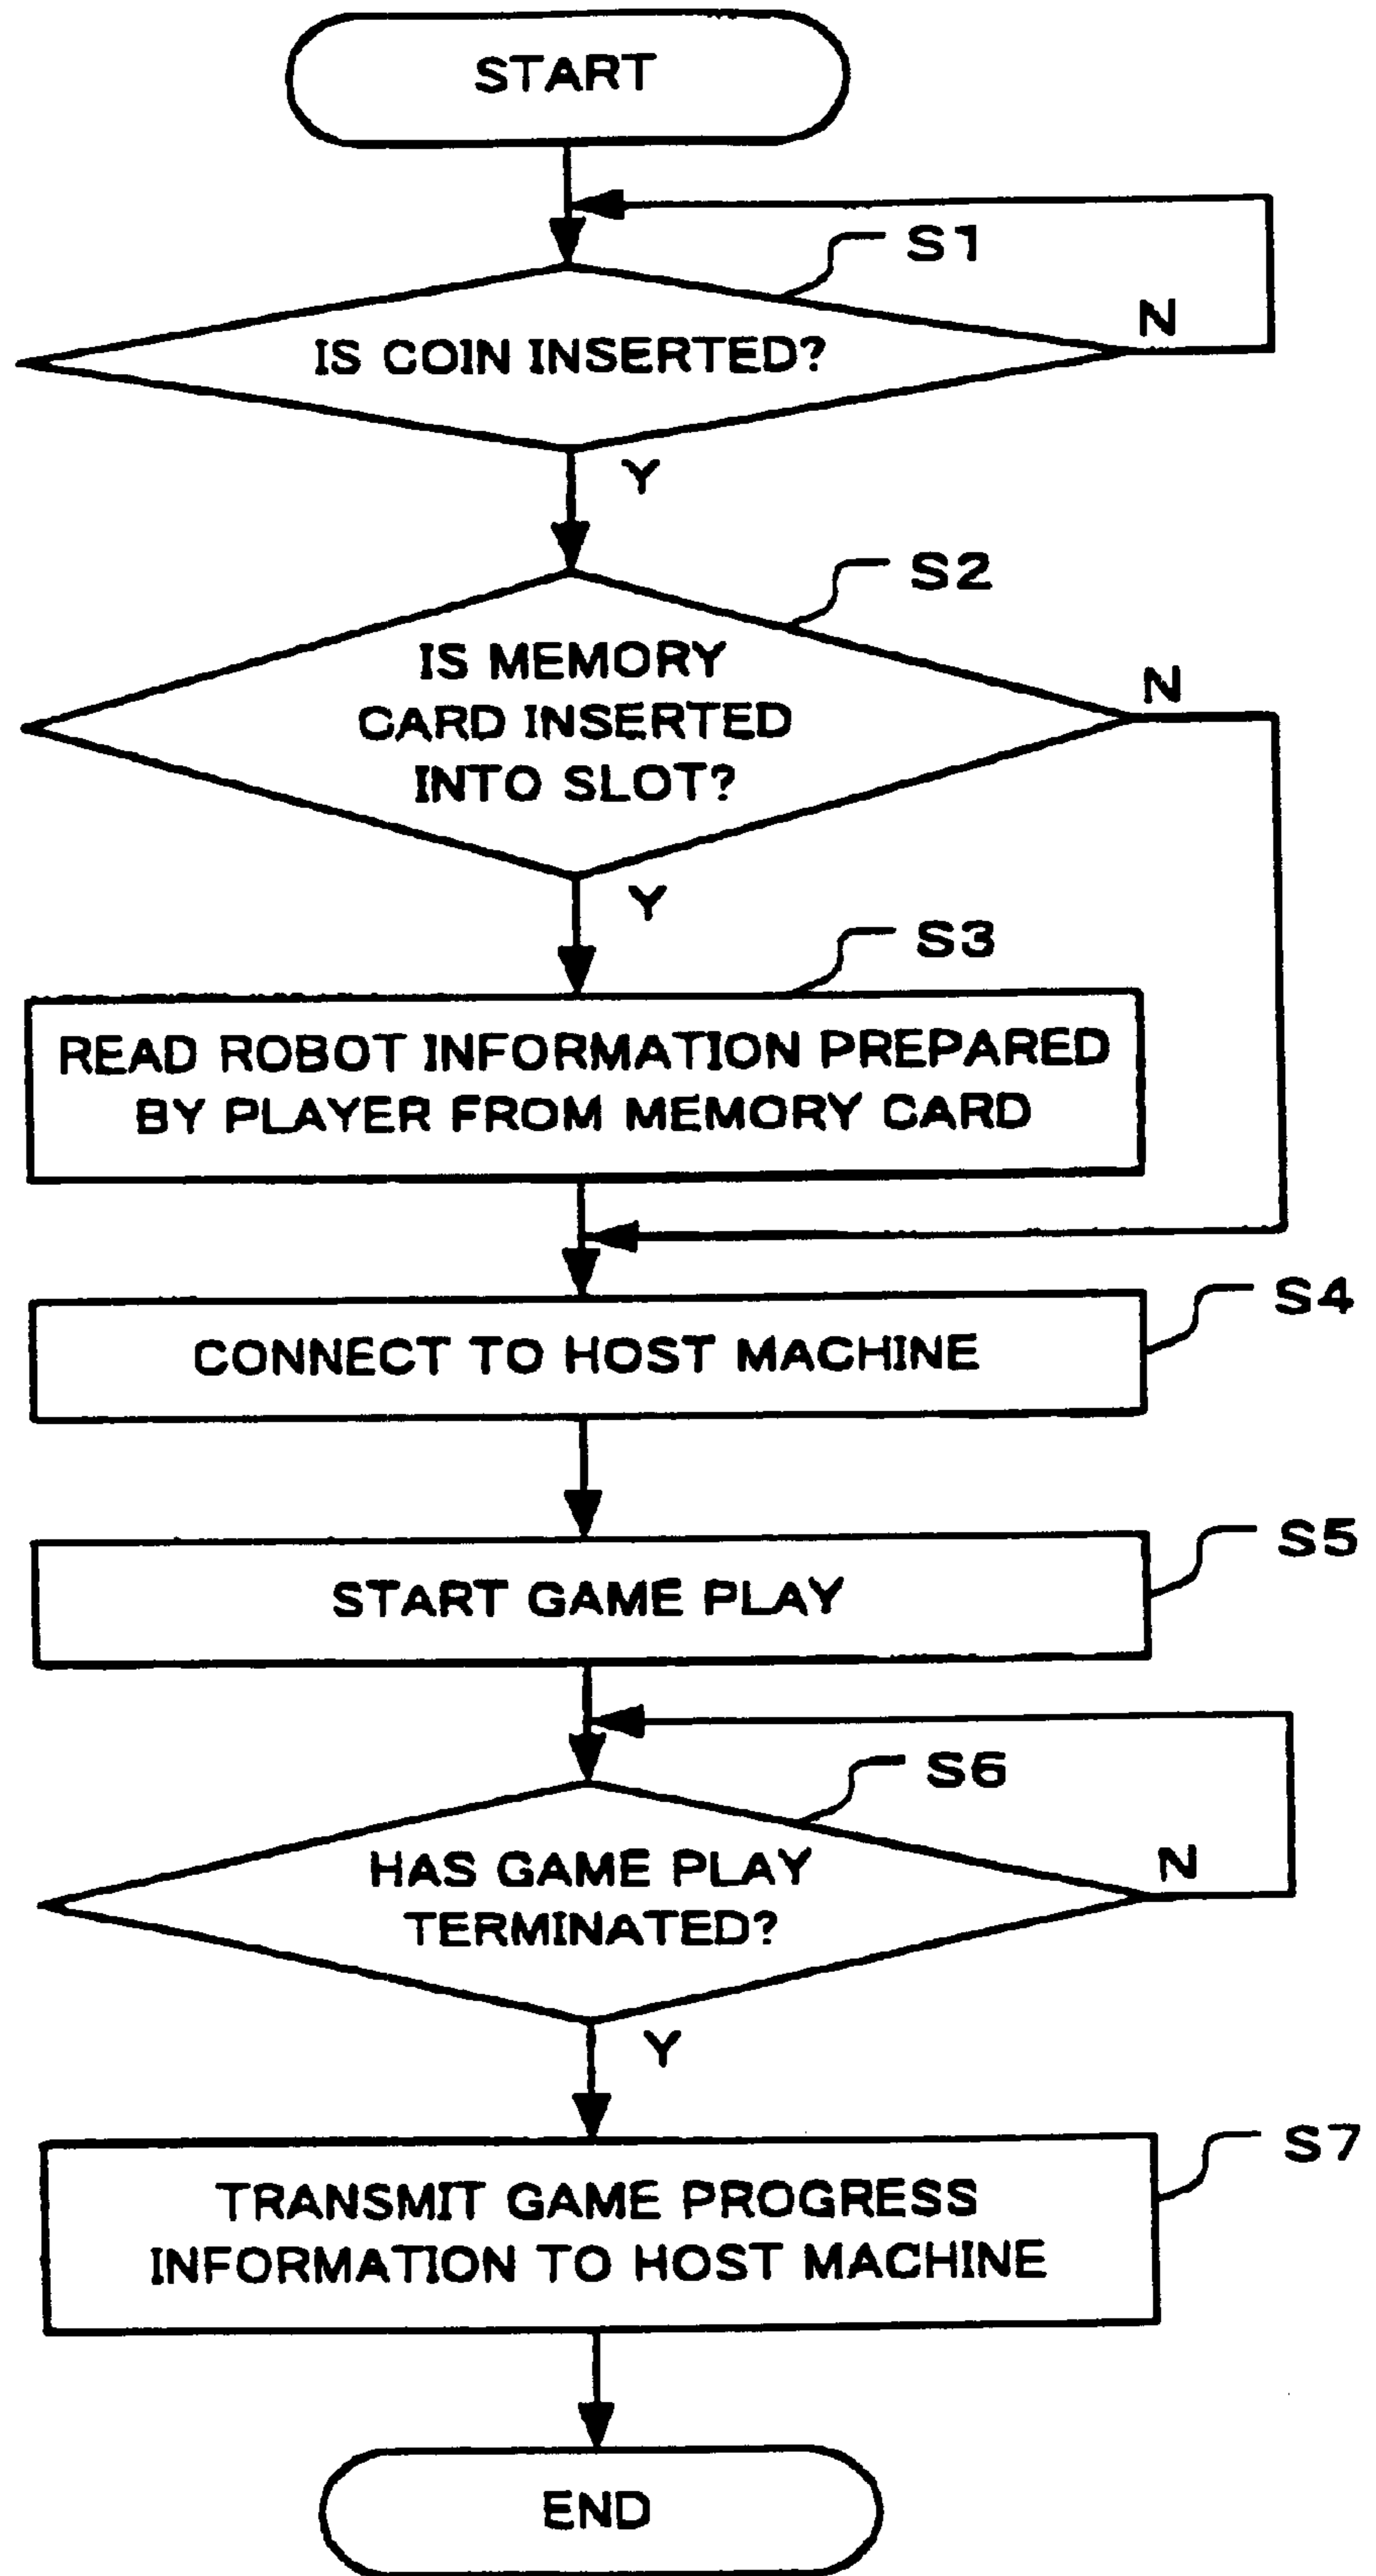 START
S1
IS COIN INSERTED?
N
Y
S2
IS MEMORY
CARD INSERTED
INTO SLOT?
N
Y
S3
READ ROBOT INFORMATION PREPARED
BY PLAYER FROM MEMORY CARD
S4
CONNECT TO HOST MACHINE
S5
START GAME PLAY
S6
HAS GAME PLAY
TERMINATED?
N
Y
S7
TRANSMIT GAME PROGRESS
INFORMATION TO HOST MACHINE
END